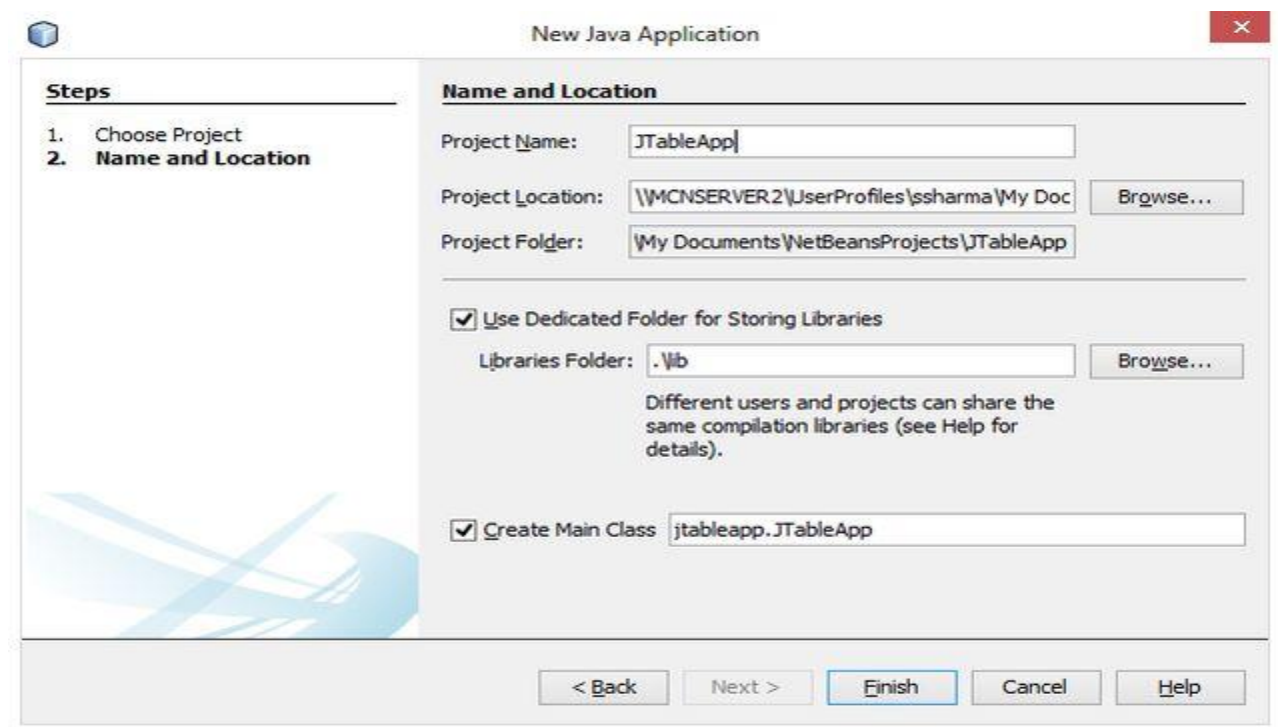 New Java Application
Steps
1. Choose Project
2. Name and Location
Name and Location
Project Name: JTableApp
Project Location: \\MCNSERVER2\UserProfiles\ssharma\My Doc Browse...
Project Folder: \My Documents\NetBeansProjects\JTableApp
Use Dedicated Folder for Storing Libraries
Libraries Folder: .\lib Browse...
Different users and projects can share the
same compilation libraries (see Help for
details).
Create Main Class jtableapp.JTableApp
< Back Next > Finish Cancel Help